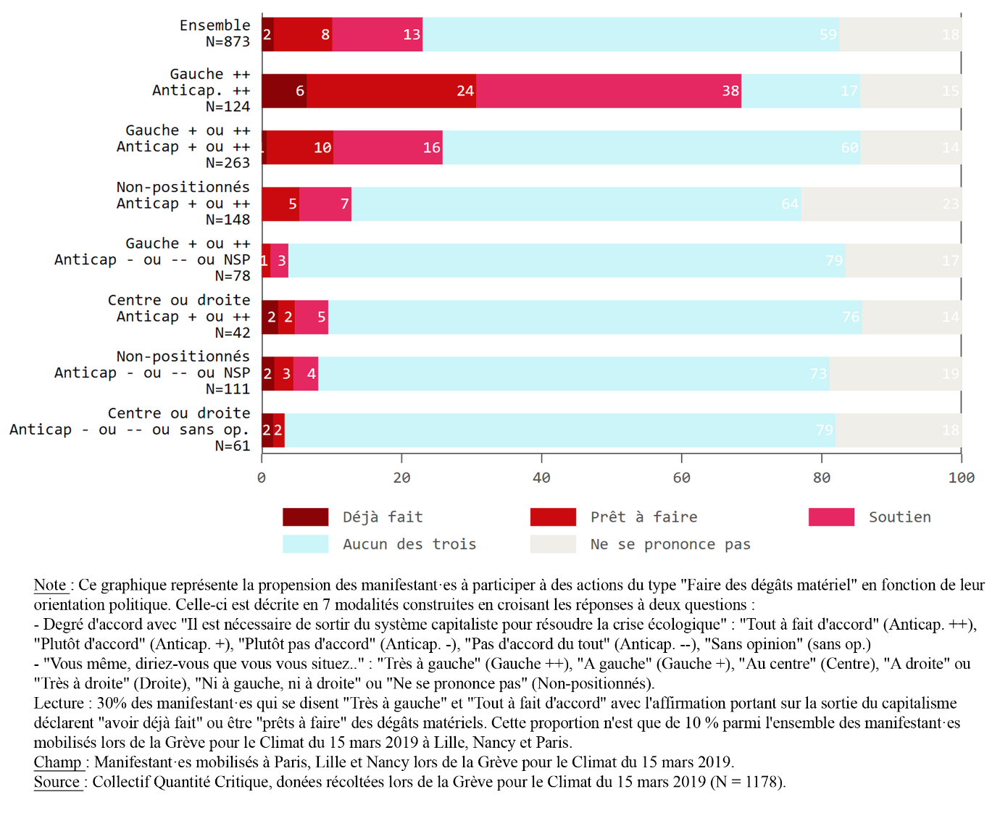 Ensemble
N=873
2 8 13 59 18
Gauche ++
Anticap. ++
N=124
6 24 38 17 15
Gauche + ou ++
Anticap + ou ++
N=263
1 10 16 60 14
Non-positionnés
Anticap + ou ++
N=148
5 7 64 23
Gauche + ou ++
Anticap - ou -- ou NSP
N=78
1 3 79 17
Centre ou droite
Anticap + ou ++
N=42
2 2 5 76 14
Non-positionnés
Anticap - ou -- ou NSP
N=111
2 3 4 73 19
Centre ou droite
Anticap - ou -- ou sans op.
N=61
2 2 79 18
0 20 40 60 80 100
Déjà fait Prêt à faire Soutien
Aucun des trois Ne se prononce pas
Note : Ce graphique représente la propension des manifestant·es à participer à des actions du type "Faire des dégâts matériel" en fonction de leur
orientation politique. Celle-ci est décrite en 7 modalités construites en croisant les réponses à deux questions :
- Degré d'accord avec "Il est nécessaire de sortir du système capitaliste pour résoudre la crise écologique" : "Tout à fait d'accord" (Anticap. ++),
"Plutôt d'accord" (Anticap. +), "Plutôt pas d'accord" (Anticap. -), "Pas d'accord du tout" (Anticap. --), "Sans opinion" (sans op.)
- "Vous même, diriez-vous que vous vous situez.." : "Très à gauche" (Gauche ++), "A gauche" (Gauche +), "Au centre" (Centre), "A droite" ou
"Très à droite" (Droite), "Ni à gauche, ni à droite" ou "Ne se prononce pas" (Non-positionnés).
Lecture : 30% des manifestant·es qui se disent "Très à gauche" et "Tout à fait d'accord" avec l'affirmation portant sur la sortie du capitalisme
déclarent "avoir déjà fait" ou être "prêts à faire" des dégâts matériels. Cette proportion n'est que de 10 % parmi l'ensemble des manifestant·es
mobilisés lors de la Grève pour le Climat du 15 mars 2019 à Lille, Nancy et Paris.
Champ : Manifestant·es mobilisés à Paris, Lille et Nancy lors de la Grève pour le Climat du 15 mars 2019.
Source : Collectif Quantité Critique, donées récoltées lors de la Grève pour le Climat du 15 mars 2019 (N = 1178).